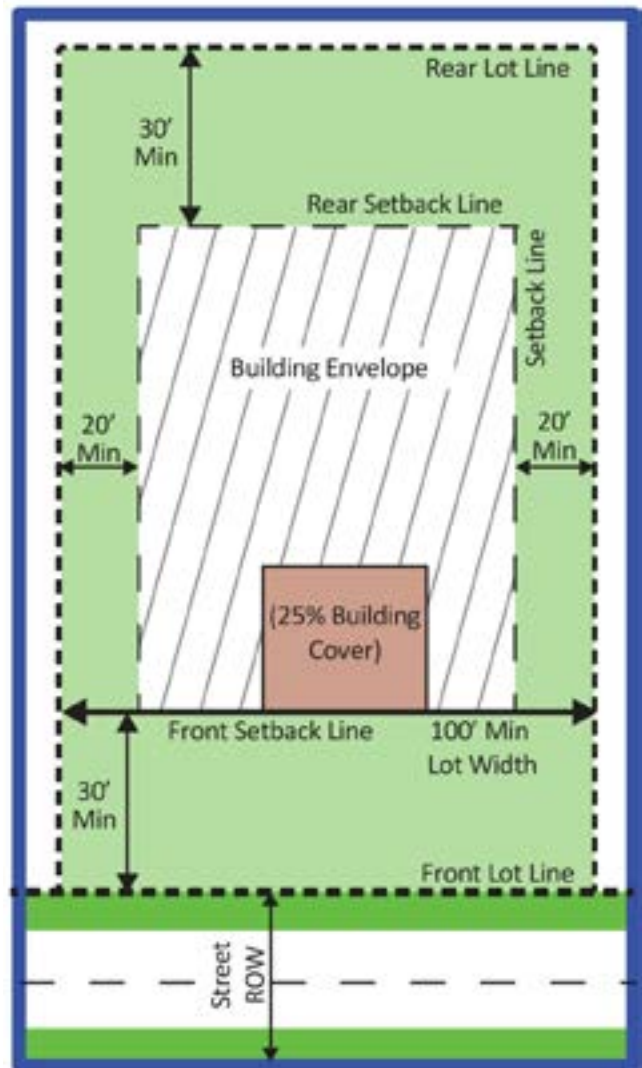 Rear Lot Line
30'
Min
Rear Setback Line
Setback Line
Building Envelope
20'
Min
20'
Min
(25% Building
Cover)
Front Setback Line
100' Min
Lot Width
30'
Min
Front Lot Line
Street
ROW